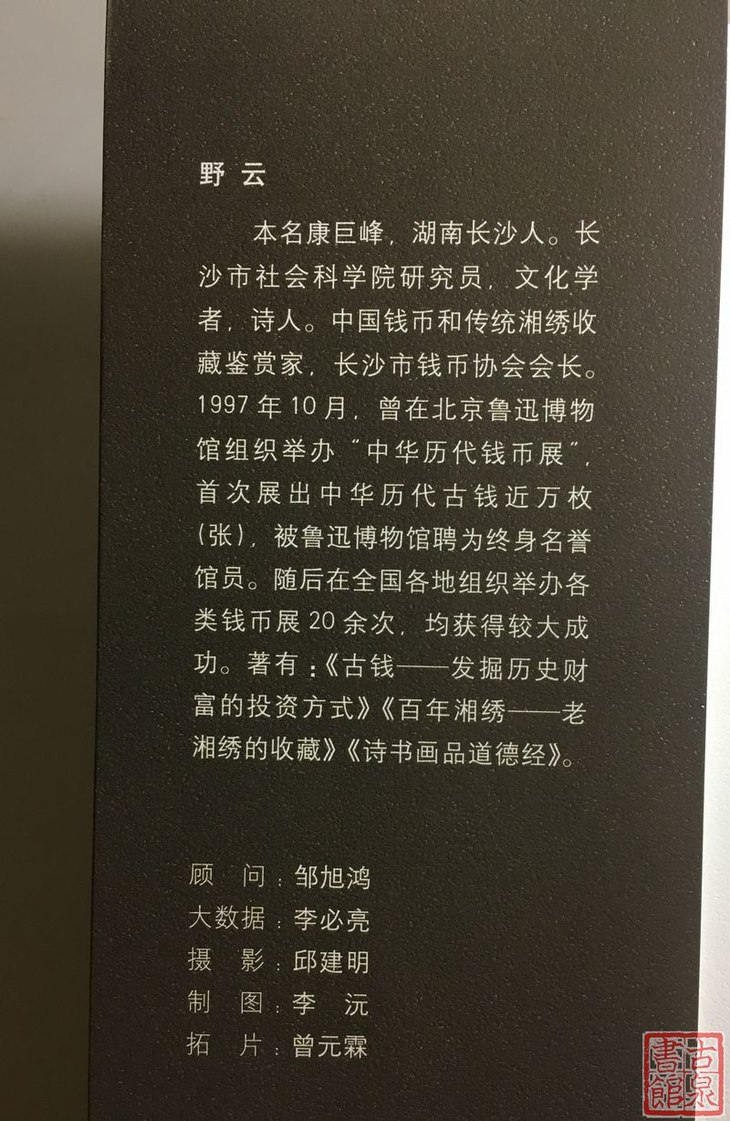 野 云
本名康巨峰，湖南长沙人。长
沙市社会科学院研究员，文化学
者，诗人。中国钱币和传统湘绣收
藏鉴赏家，长沙市钱币协会会长。
1997 年 10 月，曾在北京鲁迅博物
馆组织举办“中华历代钱币展”，
首次展出中华历代古钱近万枚
(张)，被鲁迅博物馆聘为终身名誉
馆员。随后在全国各地组织举办各
类钱币展 20 余次，均获得较大成
功。著有：《古钱——发掘历史财
富的投资方式》《百年湘绣——老
湘绣的收藏》《诗书画品道德经》。
顾 问：邹旭鸿
大数据：李必亮
摄 影：邱建明
制 图：李 沅
拓 片：曾元霖
古泉
書館